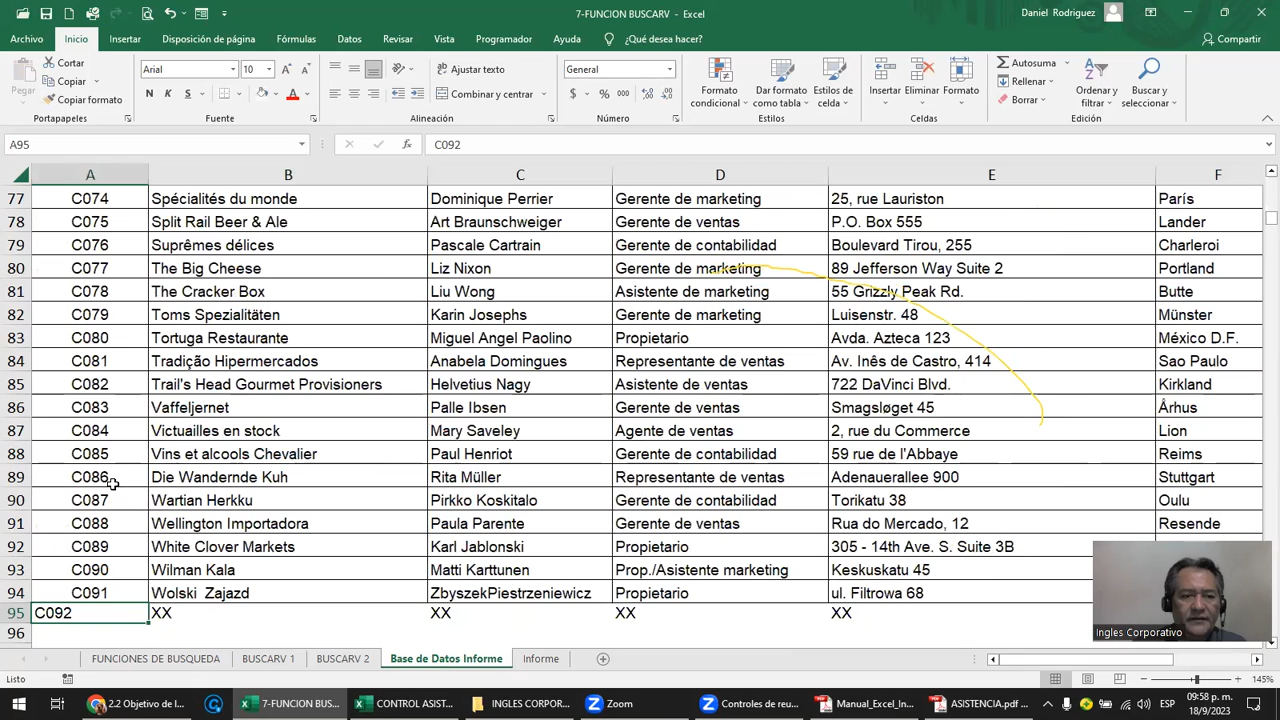 7-FUNCION BUSCARV - Excel
Daniel Rodriguez
Archivo Inicio Insertar Disposición de página Fórmulas Datos Revisar Vista Programador Ayuda ¿Qué desea hacer? Compartir
Pegar
Cortar
Copiar
Copiar formato
Portapapeles
Arial 10
N K S
Fuente
Ajustar texto
Combinar y centrar
Alineación
General
$ % 000
Número
Formato condicional
Dar formato como tabla
Estilos de celda
Estilos
Insertar Eliminar Formato
Celdas
Autosuma
Rellenar
Borrar
Ordenar y filtrar
Buscar y seleccionar
Edición
A95 fx C092
A B C D E F
77 C074 Spécialités du monde Dominique Perrier Gerente de marketing 25, rue Lauriston París
78 C075 Split Rail Beer & Ale Art Braunschweiger Gerente de ventas P.O. Box 555 Lander
79 C076 Suprêmes délices Pascale Cartrain Gerente de contabilidad Boulevard Tirou, 255 Charleroi
80 C077 The Big Cheese Liz Nixon Gerente de marketing 89 Jefferson Way Suite 2 Portland
81 C078 The Cracker Box Liu Wong Asistente de marketing 55 Grizzly Peak Rd. Butte
82 C079 Toms Spezialitäten Karin Josephs Gerente de marketing Luisenstr. 48 Münster
83 C080 Tortuga Restaurante Miguel Angel Paolino Propietario Avda. Azteca 123 México D.F.
84 C081 Tradição Hipermercados Anabela Domingues Representante de ventas Av. Inês de Castro, 414 Sao Paulo
85 C082 Trail's Head Gourmet Provisioners Helvetius Nagy Asistente de ventas 722 DaVinci Blvd. Kirkland
86 C083 Vaffeljernet Palle Ibsen Gerente de ventas Smagsløget 45 Århus
87 C084 Victuailles en stock Mary Saveley Agente de ventas 2, rue du Commerce Lion
88 C085 Vins et alcools Chevalier Paul Henriot Gerente de contabilidad 59 rue de l'Abbaye Reims
89 C086 Die Wandernde Kuh Rita Müller Representante de ventas Adenauerallee 900 Stuttgart
90 C087 Wartian Herkku Pirkko Koskitalo Gerente de contabilidad Torikatu 38 Oulu
91 C088 Wellington Importadora Paula Parente Gerente de ventas Rua do Mercado, 12 Resende
92 C089 White Clover Markets Karl Jablonski Propietario 305 - 14th Ave. S. Suite 3B
93 C090 Wilman Kala Matti Karttunen Prop./Asistente marketing Keskuskatu 45
94 C091 Wolski Zajazd ZbyszekPiestrzeniewicz Propietario ul. Filtrowa 68
95 C092 XX XX XX XX
96
Ingles Corporativo
FUNCIONES DE BUSQUEDA BUSCARV 1 BUSCARV 2 Base de Datos Informe Informe
Listo 145%
2.2 Objetivo de l... 7-FUNCION BUS... CONTROL ASIST... INGLES CORPOR... Zoom Controles de reu... Manual_Excel_In... ASISTENCIA.pdf ... ESP 09:58 p. m.
18/9/2023